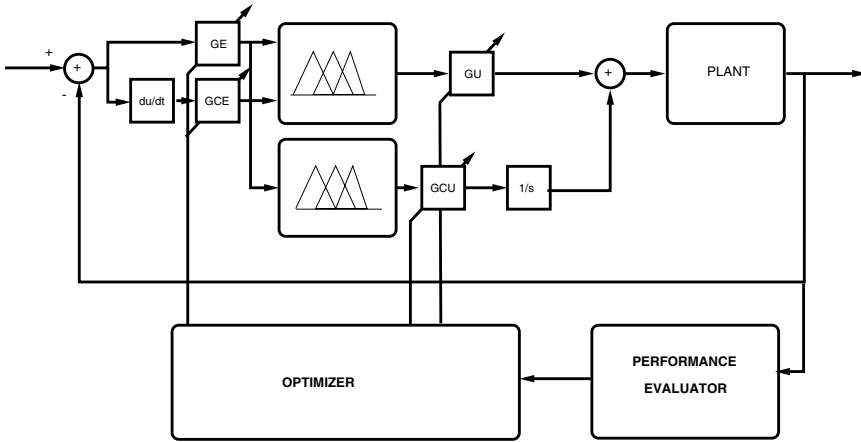 +
+
-
GE
du/dt
GCE
GU
+
PLANT
GCU
1/s
OPTIMIZER
PERFORMANCE
EVALUATOR